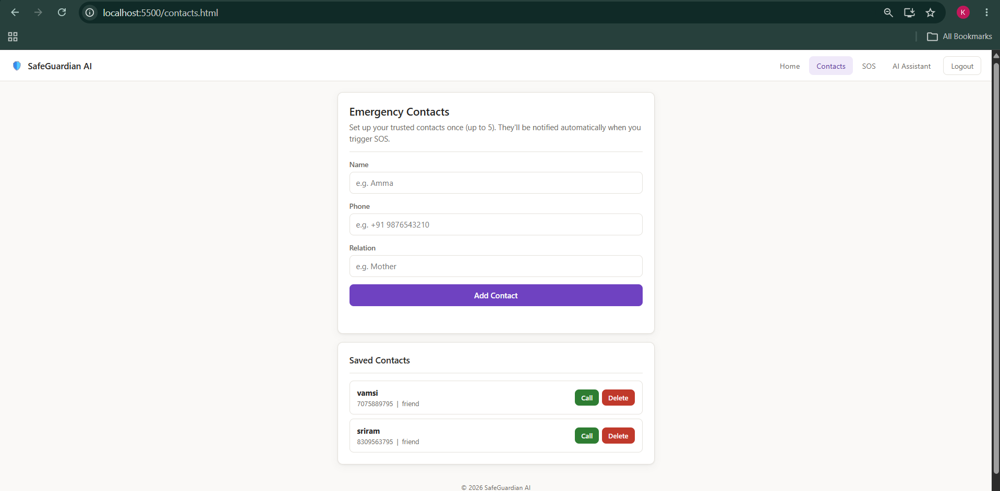 localhost:5500/contacts.html
K
All Bookmarks
SafeGuardian AI
Home
Contacts
SOS
AI Assistant
Logout
Emergency Contacts
Set up your trusted contacts once (up to 5). They'll be notified automatically when you
trigger SOS.
Name
e.g. Amma
Phone
e.g. +91 9876543210
Relation
e.g. Mother
Add Contact
Saved Contacts
vamsi
7075889795 | friend
Call
Delete
sriram
8309563795 | friend
Call
Delete
© 2026 SafeGuardian AI